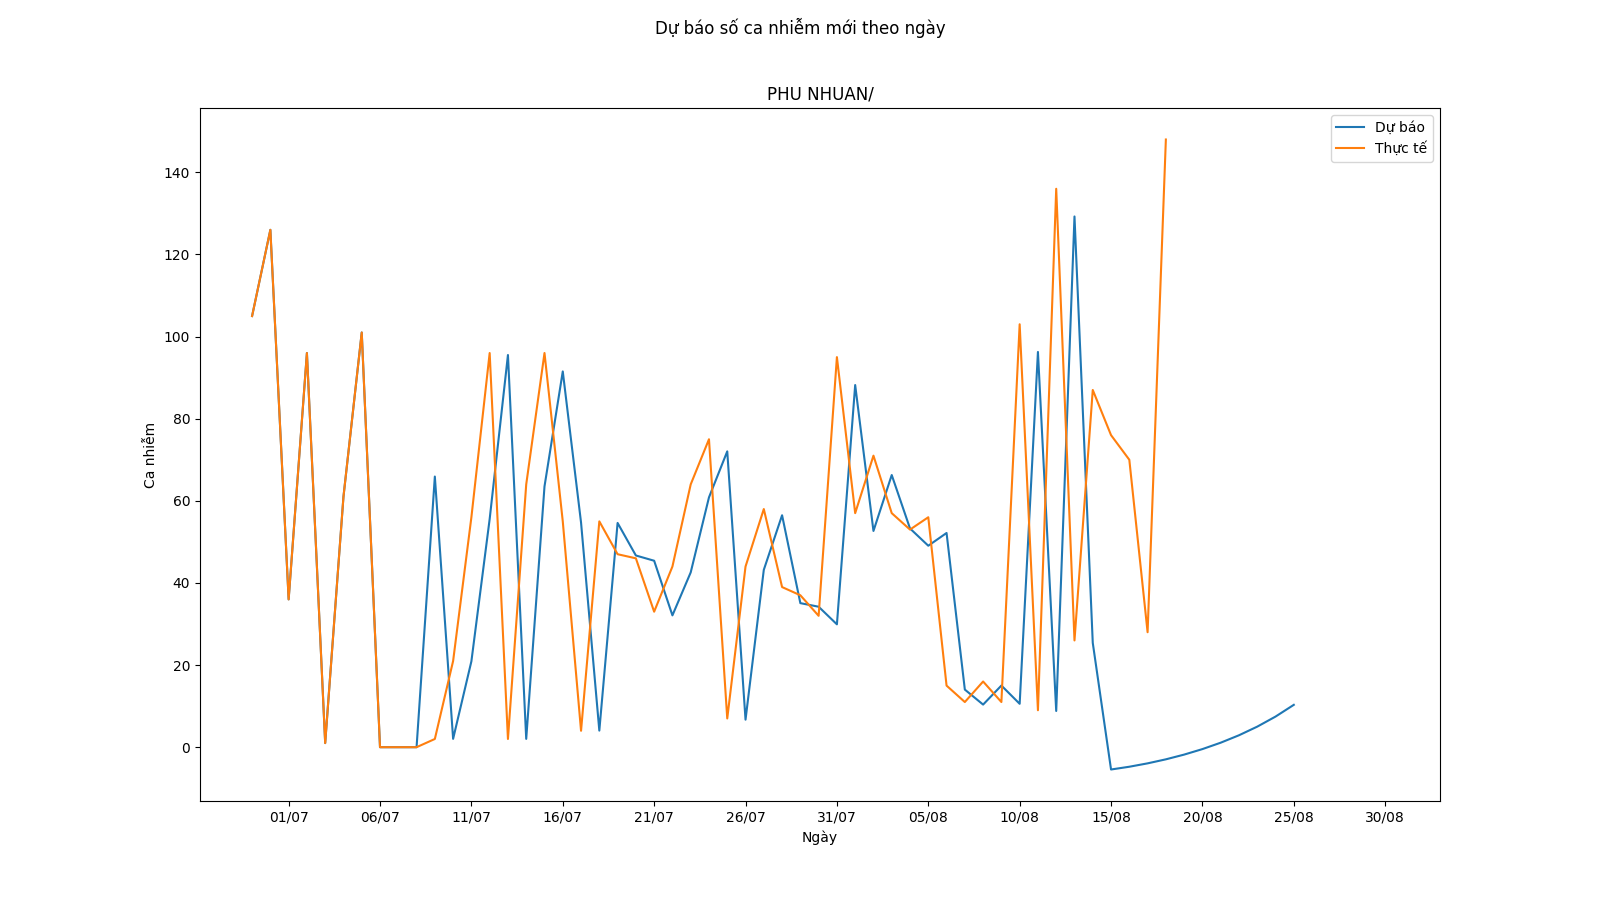 Dự báo số ca nhiễm mới theo ngày
PHU NHUAN/
Dự báo
Thực tế
140
120
100
80
60
40
20
0
Ca nhiễm
01/07 06/07 11/07 16/07 21/07 26/07 31/07 05/08 10/08 15/08 20/08 25/08 30/08
Ngày